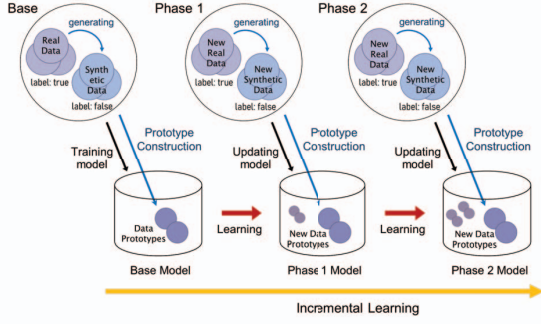 Base
generating
Real
Data
Synth
etic
Data
label: true
label: false
Phase 1
generating
New
Real
Data
New
Synthetic
Data
label: true
label: false
Phase 2
generating
New
Real
Data
New
Synthetic
Data
label: true
label: false
Training
model
Prototype
Construction
Updating
model
Prototype
Construction
Updating
model
Prototype
Construction
Data
Prototypes
Learning
New Data
Prototypes
Learning
New Data
Prototypes
Base Model
Phase 1 Model
Phase 2 Model
Incremental Learning